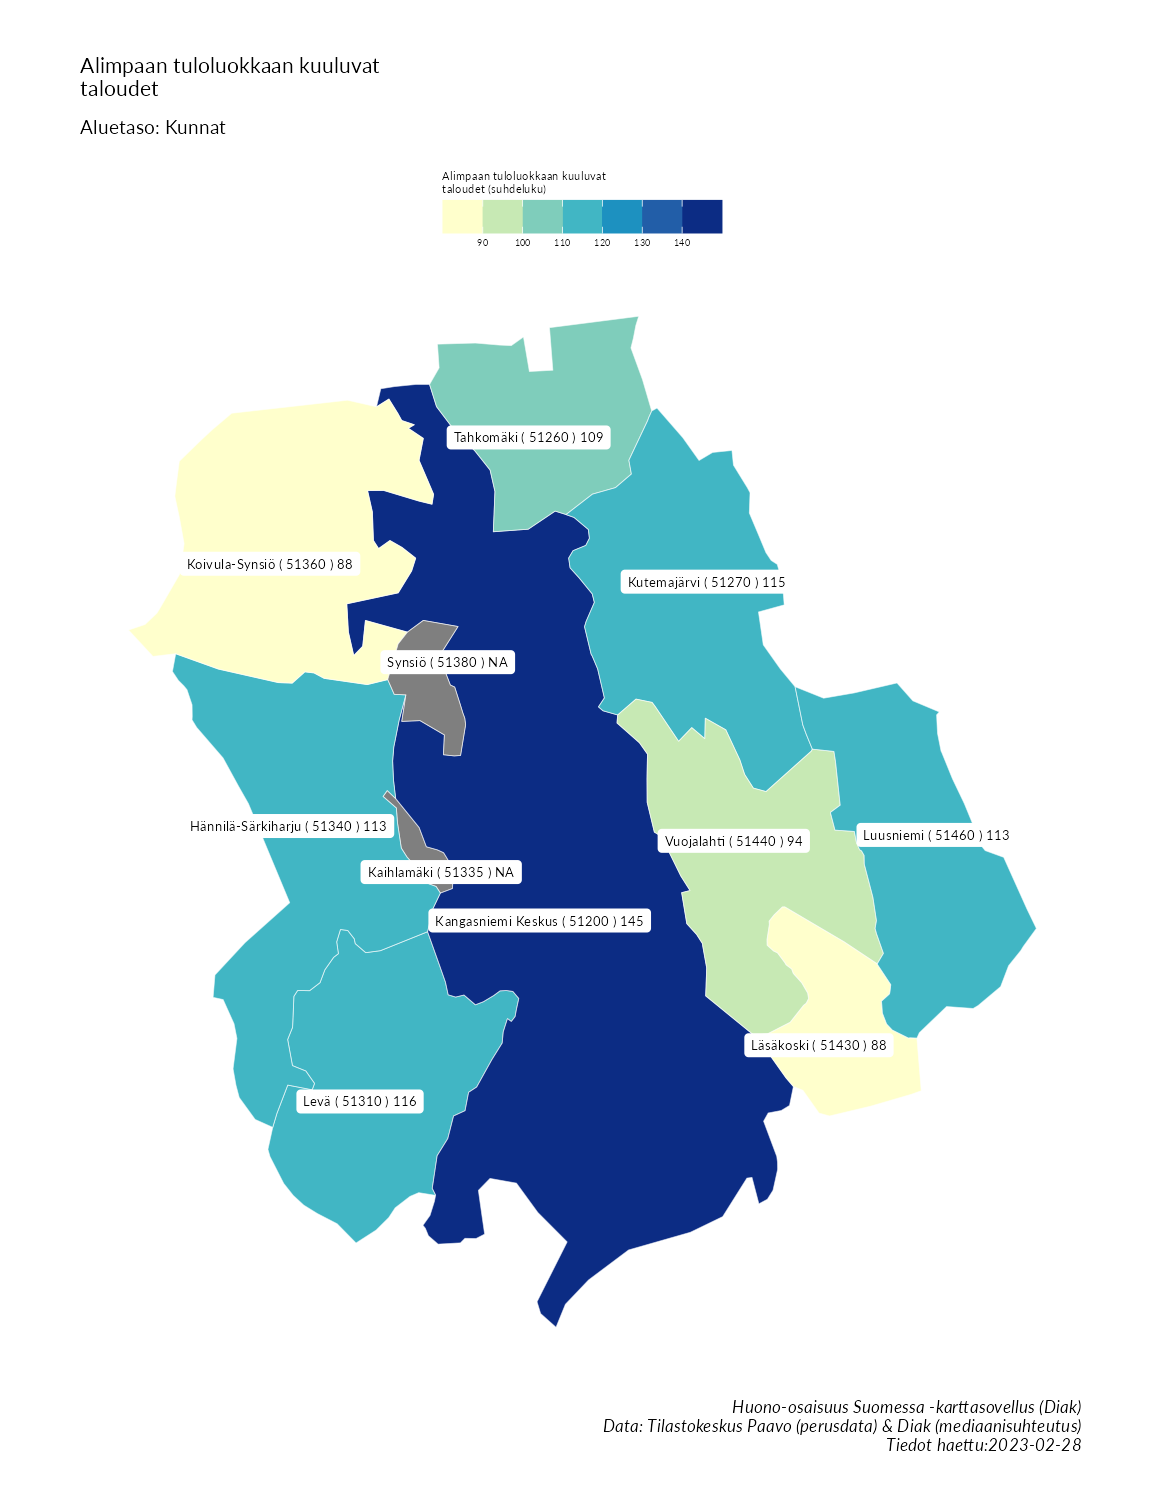 Alimpaan tuloluokkaan kuuluvat
taloudet
Aluetaso: Kunnat
Alimpaan tuloluokkaan kuuluvat
taloudet (suhdeluku)
90 100 110 120 130 140
Tahkomäki ( 51260 ) 109
Koivula-Synsiö ( 51360 ) 88
Kutemajärvi ( 51270 ) 115
Synsiö ( 51380 ) NA
Hännilä-Särkiharju ( 51340 ) 113
Luusniemi ( 51460 ) 113
Vuojalahti ( 51440 ) 94
Kaihlamäki ( 51335 ) NA
Kangasniemi Keskus ( 51200 ) 145
Läsäkoski ( 51430 ) 88
Levä ( 51310 ) 116
Huono-osaisuus Suomessa -karttasovellus (Diak)
Data: Tilastokeskus Paavo (perusdata) & Diak (mediaanisuhteutus)
Tiedot haettu:2023-02-28